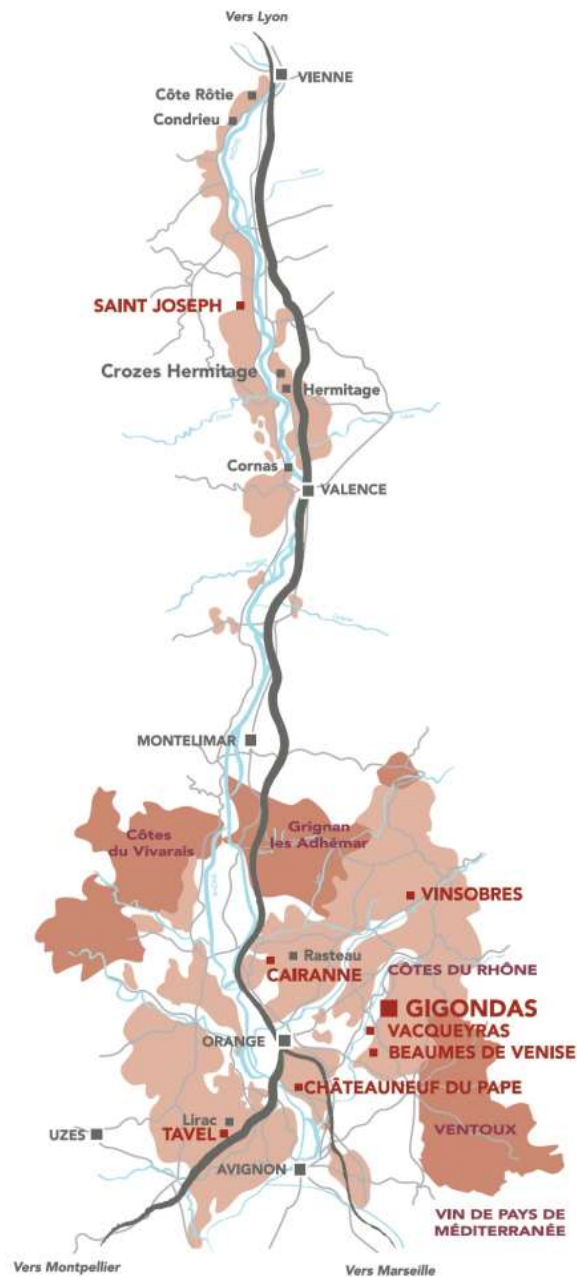 Vers Lyon
VIENNE
Côte Rôtie
Condrieu
SAINT JOSEPH
Crozes Hermitage
Hermitage
Cornas
VALENCE
MONTELIMAR
Côtes
du Vivarais
Grignan
les Adhémar
VINSOBRES
Rasteau
CAIRANNE
CÔTES DU RHÔNE
GIGONDAS
VACQUEYRAS
ORANGE
BEAUMES DE VENISE
CHÂTEAUNEUF DU PAPE
Lirac
UZES
TAVEL
VENTOUX
AVIGNON
VIN DE PAYS DE
MÉDITERRANÉE
Vers Montpellier
Vers Marseille